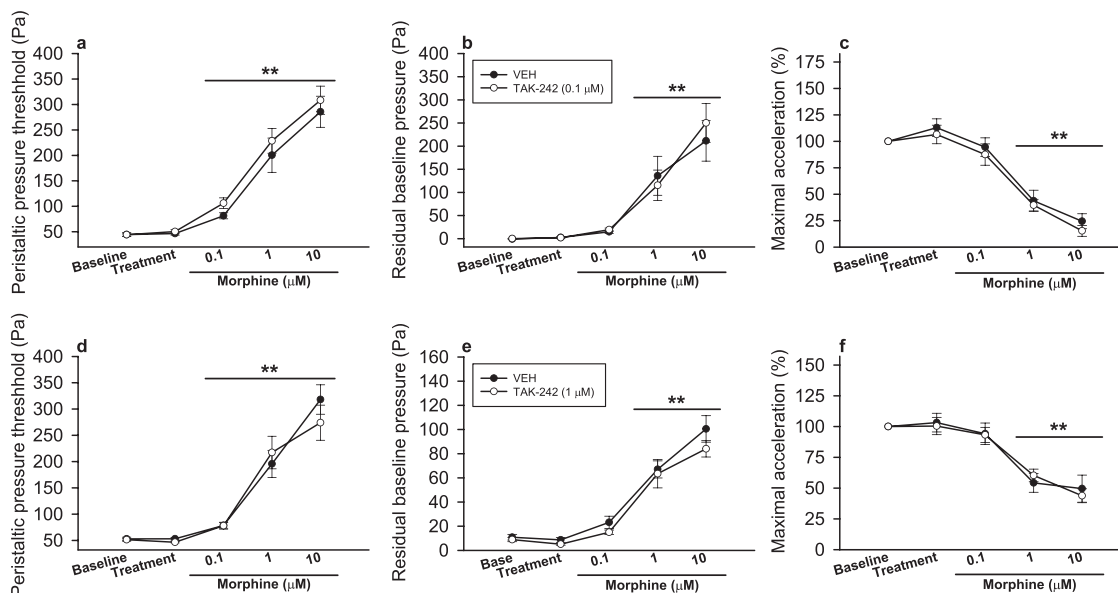 a
Peristaltic pressure threshhold (Pa)
400
350
300
250
200
150
100
50
**
Baseline
Treatment
0.1
1
10
Morphine (µM)
b
Residual baseline pressure (Pa)
400
350
300
250
200
150
100
50
0
VEH
TAK-242 (0.1 µM)
**
Baseline
Treatment
0.1
1
10
Morphine (µM)
c
Maximal acceleration (%)
175
150
125
100
75
50
25
0
**
Baseline
Treatmet
0.1
1
10
Morphine (µM)
d
Peristaltic pressure threshhold (Pa)
400
350
300
250
200
150
100
50
**
Baseline
Treatment
0.1
1
10
Morphine (µM)
e
Residual baseline pressure (Pa)
160
140
120
100
80
60
40
20
0
VEH
TAK-242 (1 µM)
**
Base
Treatment
0.1
1
10
Morphine (µM)
f
Maximal acceleration (%)
150
125
100
75
50
25
0
**
Baseline
Treatment
0.1
1
10
Morphine (µM)